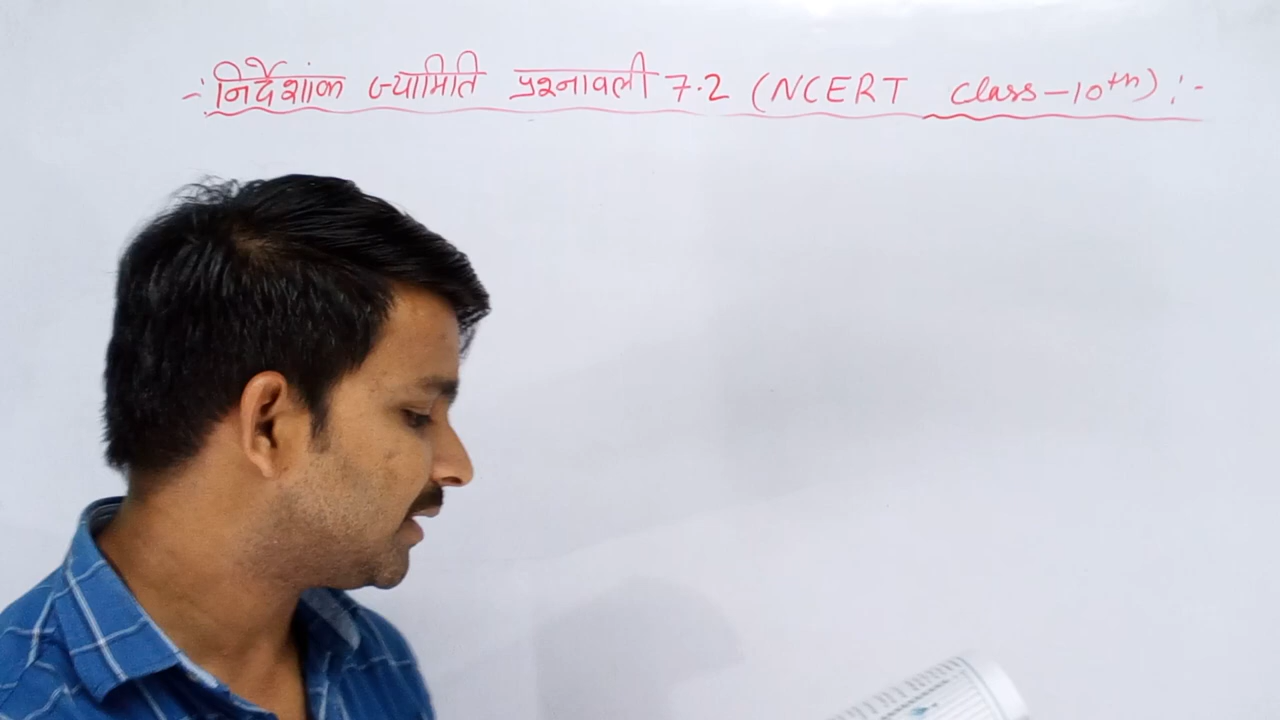 :- निर्देशांक ज्यामिति प्रश्नावली 7.2 (NCERT Class-10th) :-